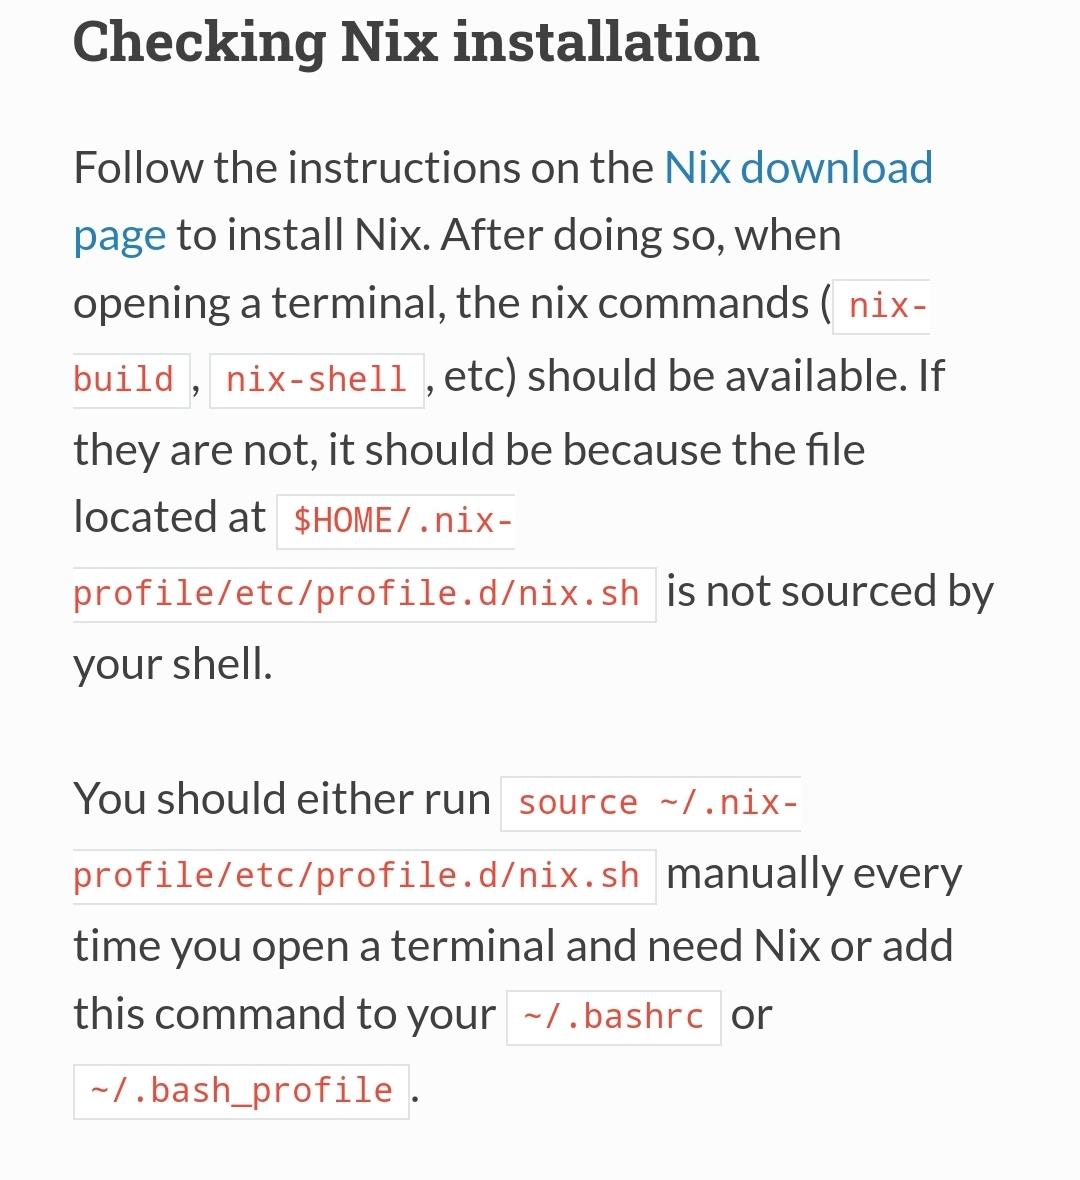 Checking Nix installation
Follow the instructions on the Nix download
page to install Nix. After doing so, when
opening a terminal, the nix commands ( nix-
build , nix-shell , etc) should be available. If
they are not, it should be because the file
located at $HOME/.nix-
profile/etc/profile.d/nix.sh is not sourced by
your shell.
You should either run source ~/.nix-
profile/etc/profile.d/nix.sh manually every
time you open a terminal and need Nix or add
this command to your ~/.bashrc or
~/.bash_profile .